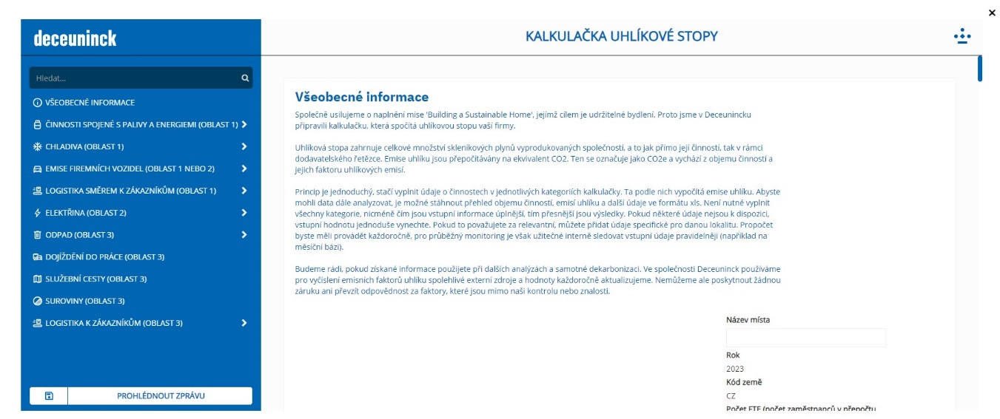 ×
deceuninck
KALKULAČKA UHLÍKOVÉ STOPY
Hledat...
VŠEOBECNÉ INFORMACE
ČINNOSTI SPOJENÉ S PALIVY A ENERGIEMI (OBLAST 1)
CHLADIVA (OBLAST 1)
EMISE FIREMNÍCH VOZIDEL (OBLAST 1 NEBO 2)
LOGISTIKA SMĚREM K ZÁKAZNÍKŮM (OBLAST 1)
ELEKTŘINA (OBLAST 2)
ODPAD (OBLAST 3)
DOJÍŽDĚNÍ DO PRÁCE (OBLAST 3)
SLUŽEBNÍ CESTY (OBLAST 3)
SUROVINY (OBLAST 3)
LOGISTIKA K ZÁKAZNÍKŮM (OBLAST 3)
PROHLÉDNOUT ZPRÁVU
Všeobecné informace
Společně usilujeme o naplnění mise 'Building a Sustainable Home', jejímž cílem je udržitelné bydlení. Proto jsme v Deceunincku
připravili kalkulačku, která spočítá uhlíkovou stopu vaší firmy.
Uhlíková stopa zahrnuje celkové množství skleníkových plynů vyprodukovaných společností, a to jak přímo její činností, tak v rámci
dodavatelského řetězce. Emise uhlíku jsou přepočítávány na ekvivalent CO2. Ten se označuje jako CO2e a vychází z objemu činností a
jejich faktoru uhlíkových emisí.
Princip je jednoduchý, stačí vyplnit údaje o činnostech v jednotlivých kategoriích kalkulačky. Ta podle nich vypočítá emise uhlíku. Abyste
mohli data dále analyzovat, je možné stáhnout přehled objemu činností, emisí uhlíku a další údaje ve formátu xls. Není nutné vyplnit
všechny kategorie, nicméně čím jsou vstupní informace úplnější, tím přesnější jsou výsledky. Pokud některé údaje nejsou k dispozici,
vstupní hodnotu jednoduše vynechte. Pokud to považujete za relevantní, můžete přidat údaje specifické pro danou lokalitu. Propočet
byste měli provádět každoročně, pro průběžný monitoring je však užitečné interně sledovat vstupní údaje pravidelněji (například na
měsíční bázi).
Budeme rádi, pokud získané informace použijete při dalších analýzách a samotné dekarbonizaci. Ve společnosti Deceuninck používáme
pro vyčíslení emisních faktorů uhlíku spolehlivé externí zdroje a hodnoty každoročně aktualizujeme. Nemůžeme ale poskytnout žádnou
záruku ani převzít odpovědnost za faktory, které jsou mimo naši kontrolu nebo znalosti.
Název místa
Rok
2023
Kód země
CZ
Počet FTE (počet zaměstnanců v přepočtu